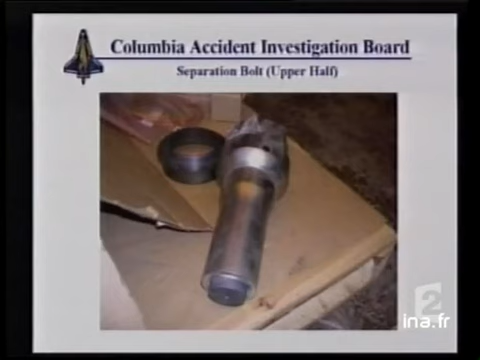 Columbia Accident Investigation Board
Separation Bolt (Upper Half)
2
ina.fr